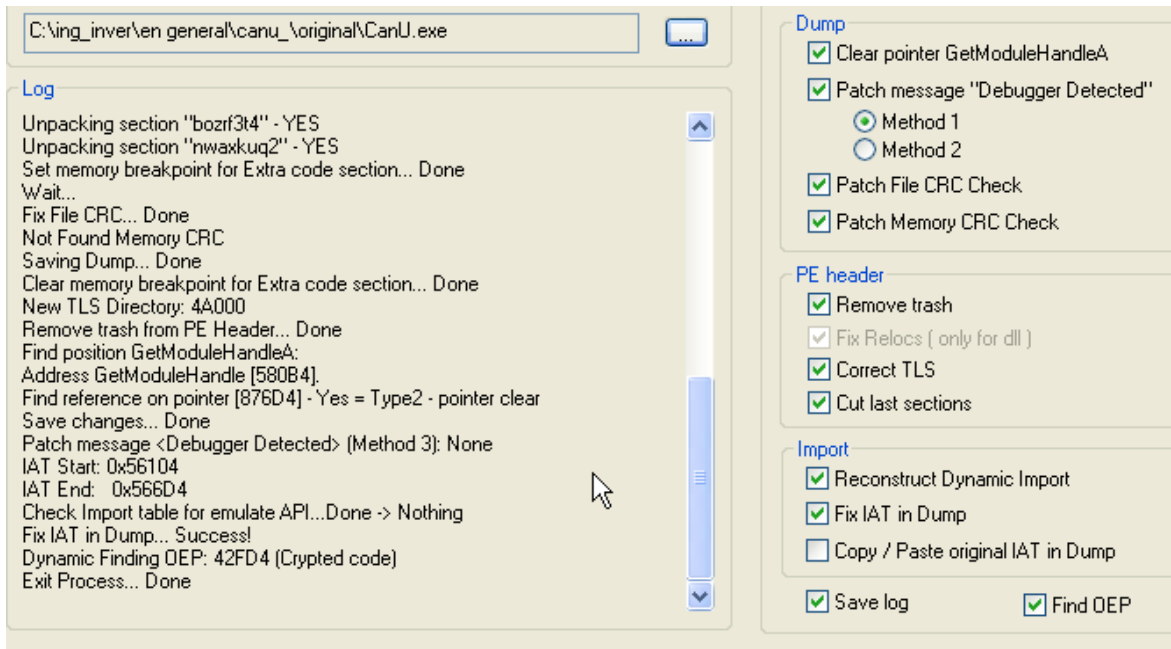 C:\ing_inver\en general\canu_\original\CanU.exe
...
Log
Unpacking section "bozrf3t4" - YES
Unpacking section "nwaxkuq2" - YES
Set memory breakpoint for Extra code section... Done
Wait...
Fix File CRC... Done
Not Found Memory CRC
Saving Dump... Done
Clear memory breakpoint for Extra code section... Done
New TLS Directory: 4A000
Remove trash from PE Header... Done
Find position GetModuleHandleA:
Address GetModuleHandle [580B4].
Find reference on pointer [876D4] - Yes = Type2 - pointer clear
Save changes... Done
Patch message <Debugger Detected> (Method 3): None
IAT Start: 0x56104
IAT End: 0x566D4
Check Import table for emulate API...Done -> Nothing
Fix IAT in Dump... Success!
Dynamic Finding OEP: 42FD4 (Crypted code)
Exit Process... Done
Dump
Clear pointer GetModuleHandleA
Patch message "Debugger Detected"
Method 1
Method 2
Patch File CRC Check
Patch Memory CRC Check
PE header
Remove trash
Fix Relocs ( only for dll )
Correct TLS
Cut last sections
Import
Reconstruct Dynamic Import
Fix IAT in Dump
Copy / Paste original IAT in Dump
Save log
Find OEP